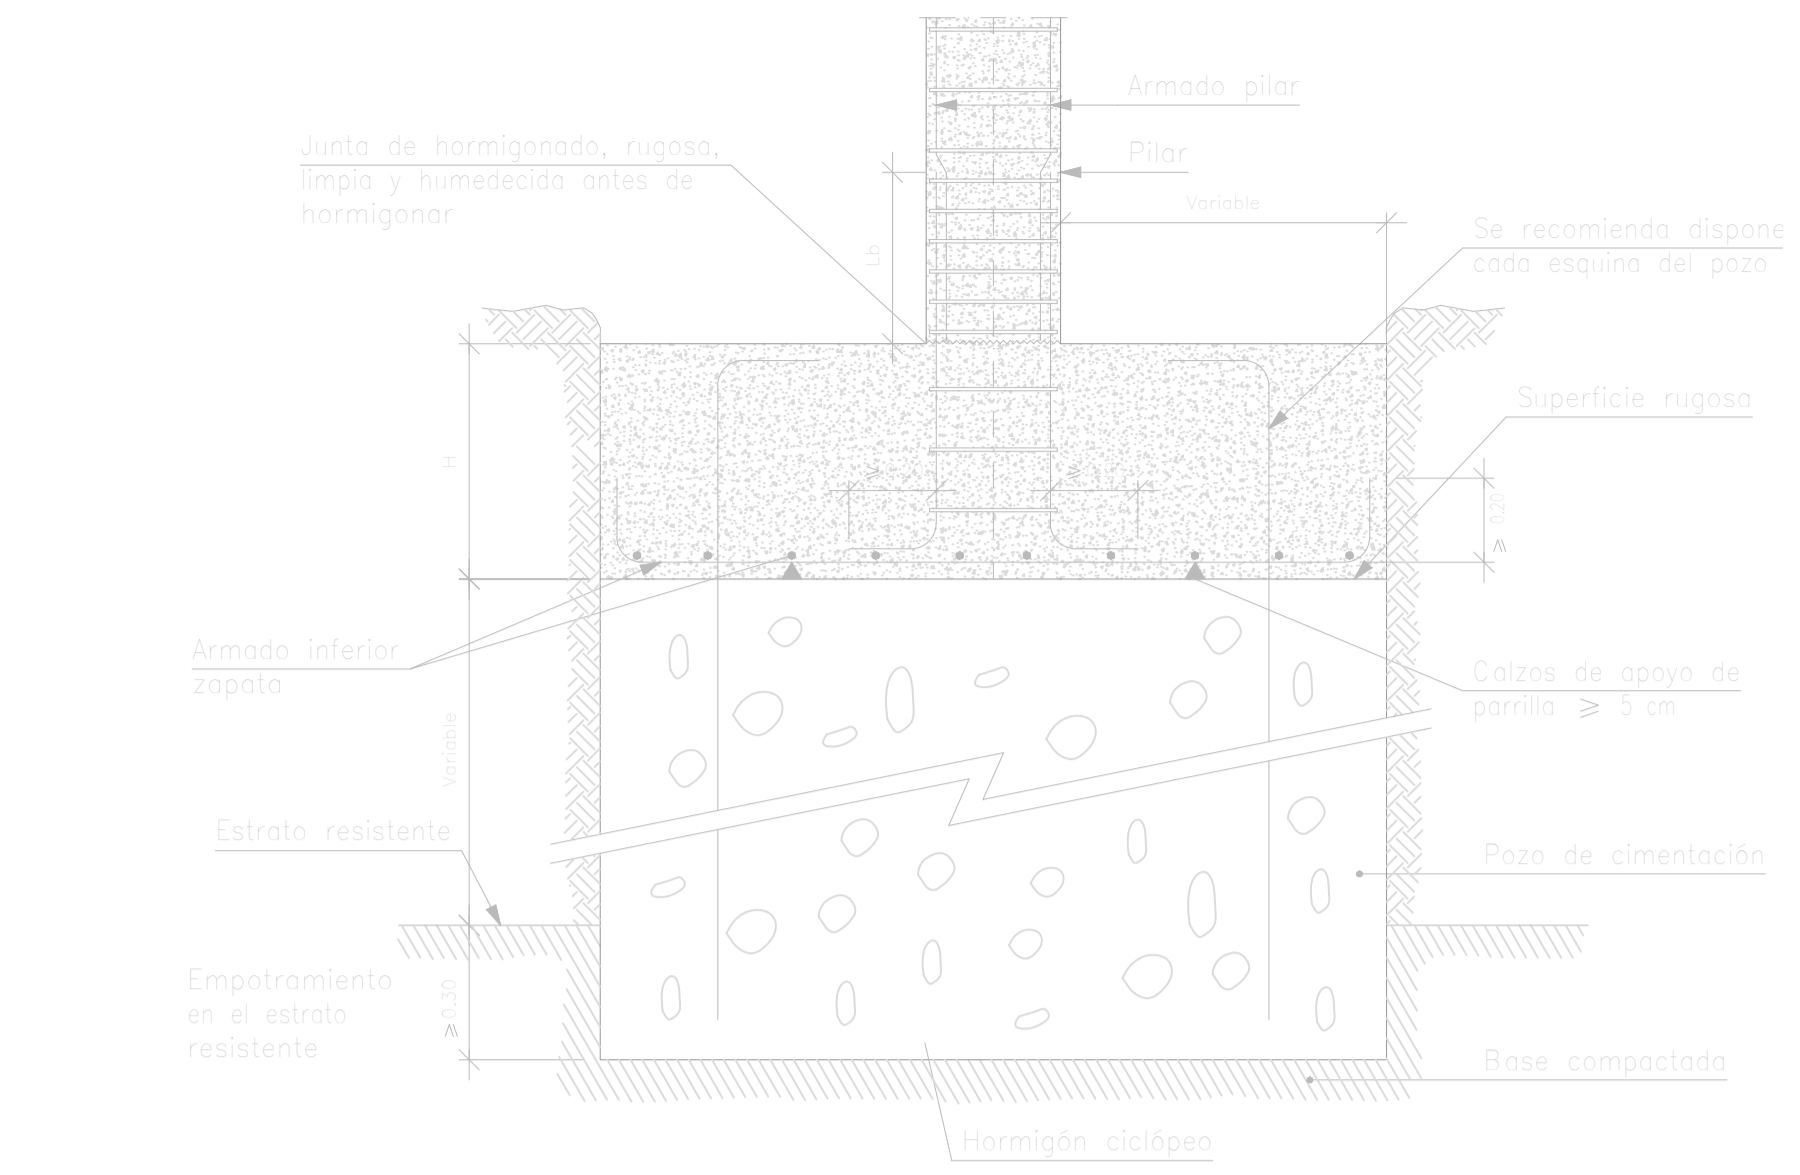 Armado pilar
Junta de hormigonado, rugosa,
limpia y humedecida antes de
hormigonar
Pilar
Variable
Se recomienda dispone
cada esquina del pozo
Lb
Superficie rugosa
H
≥
≥
≥ 0.20
Armado inferior
zapata
Calzos de apoyo de
parrilla ≥ 5 cm
Variable
Estrato resistente
Pozo de cimentación
Empotramiento
en el estrato
resistente
≥0.30
Base compactada
Hormigón ciclópeo